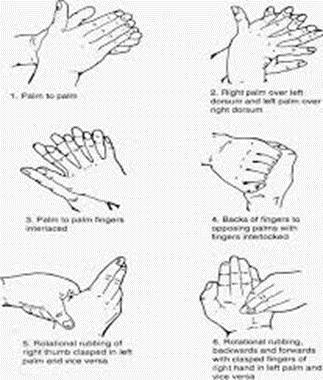 1. Palm to palm
2. Right palm over left
dorsum and left palm over
right dorsum
3. Palm to palm fingers
interlaced
4. Backs of fingers to
opposing palms with
fingers interlocked
5. Rotational rubbing of
right thumb clasped in left
palm and vice versa
6. Rotational rubbing,
backwards and forwards
with clasped fingers of
right hand in left palm and
vice versa